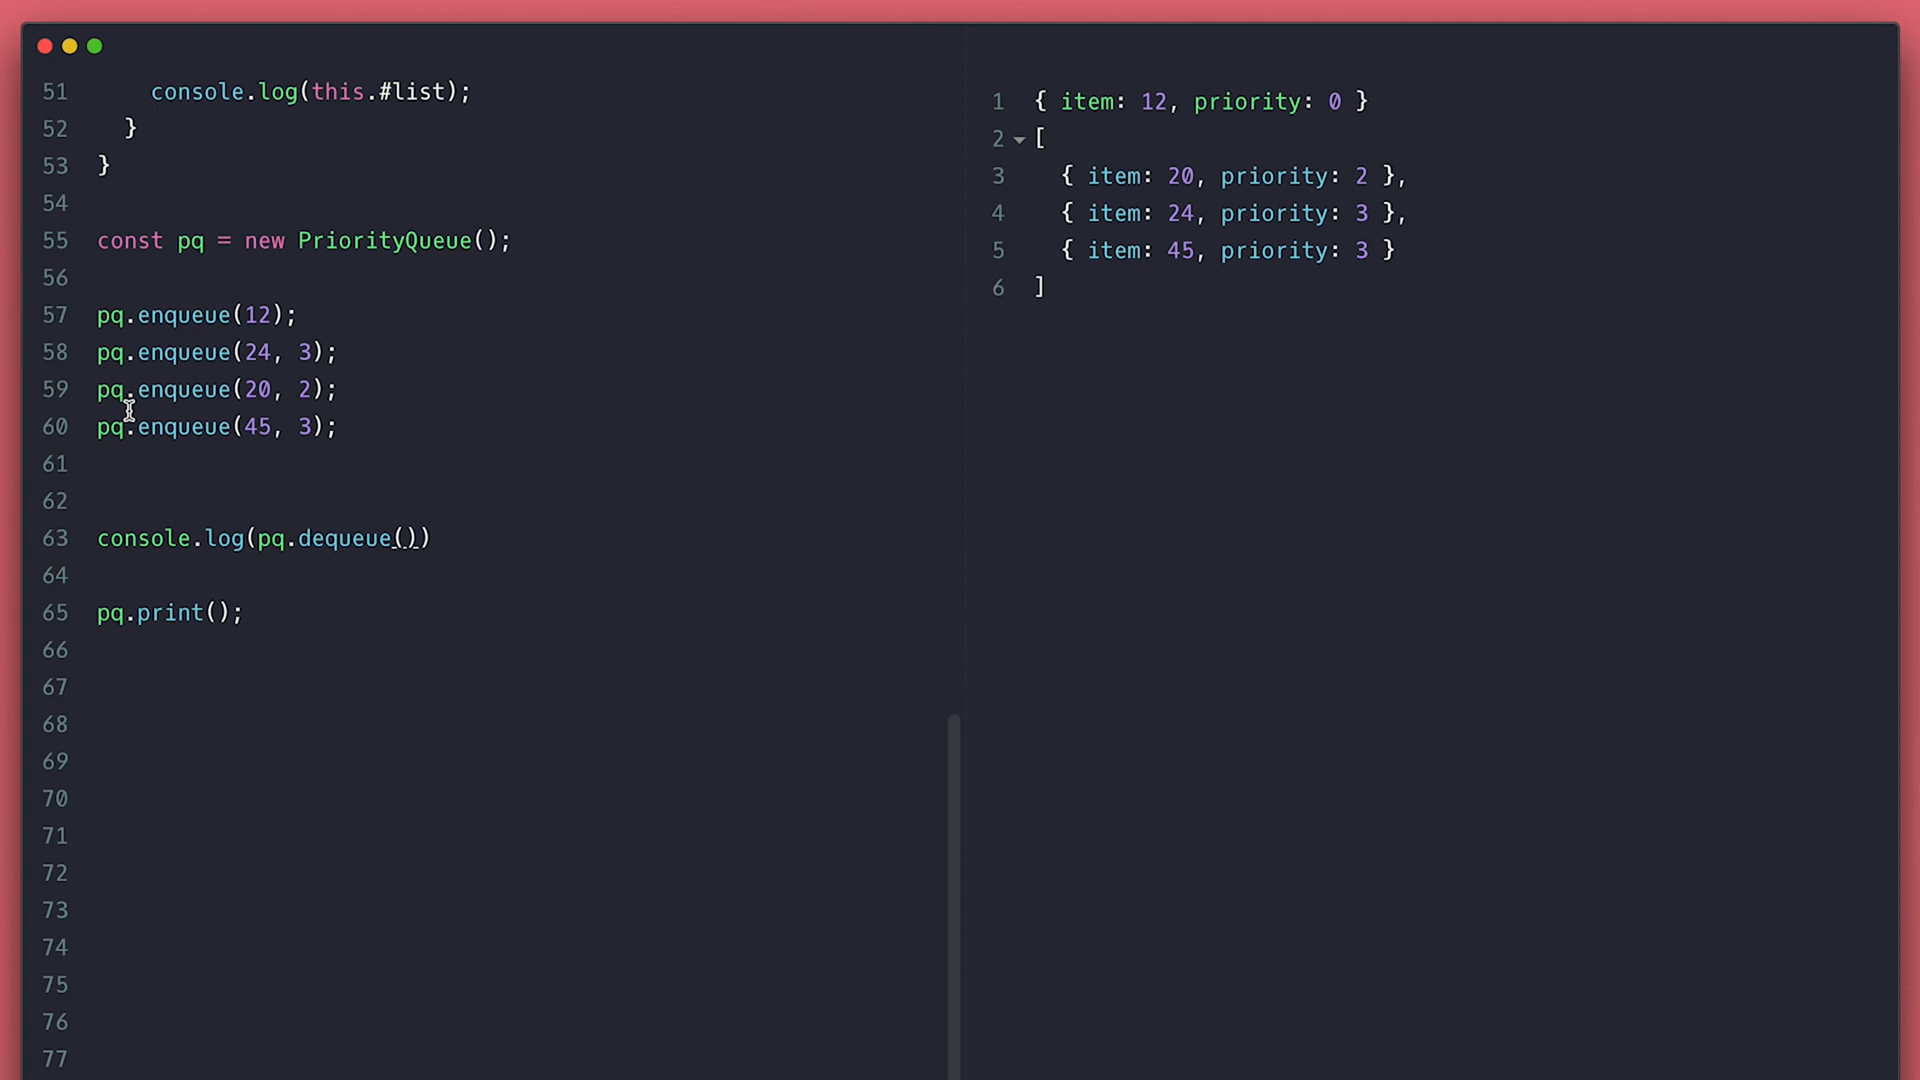 51 console.log(this.#list);
52 }
53 }
54
55 const pq = new PriorityQueue();
56
57 pq.enqueue(12);
58 pq.enqueue(24, 3);
59 pq.enqueue(20, 2);
60 pq.enqueue(45, 3);
61
62
63 console.log(pq.dequeue())
64
65 pq.print();
66
67
68
69
70
71
72
73
74
75
76
77
1 { item: 12, priority: 0 }
2 [
3 { item: 20, priority: 2 },
4 { item: 24, priority: 3 },
5 { item: 45, priority: 3 }
6 ]